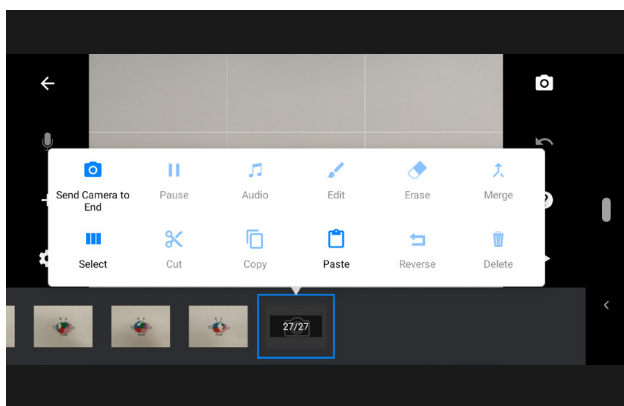 Send Camera to
End
Pause
Audio
Edit
Erase
Merge
Select
Cut
Copy
Paste
Reverse
Delete
27/27